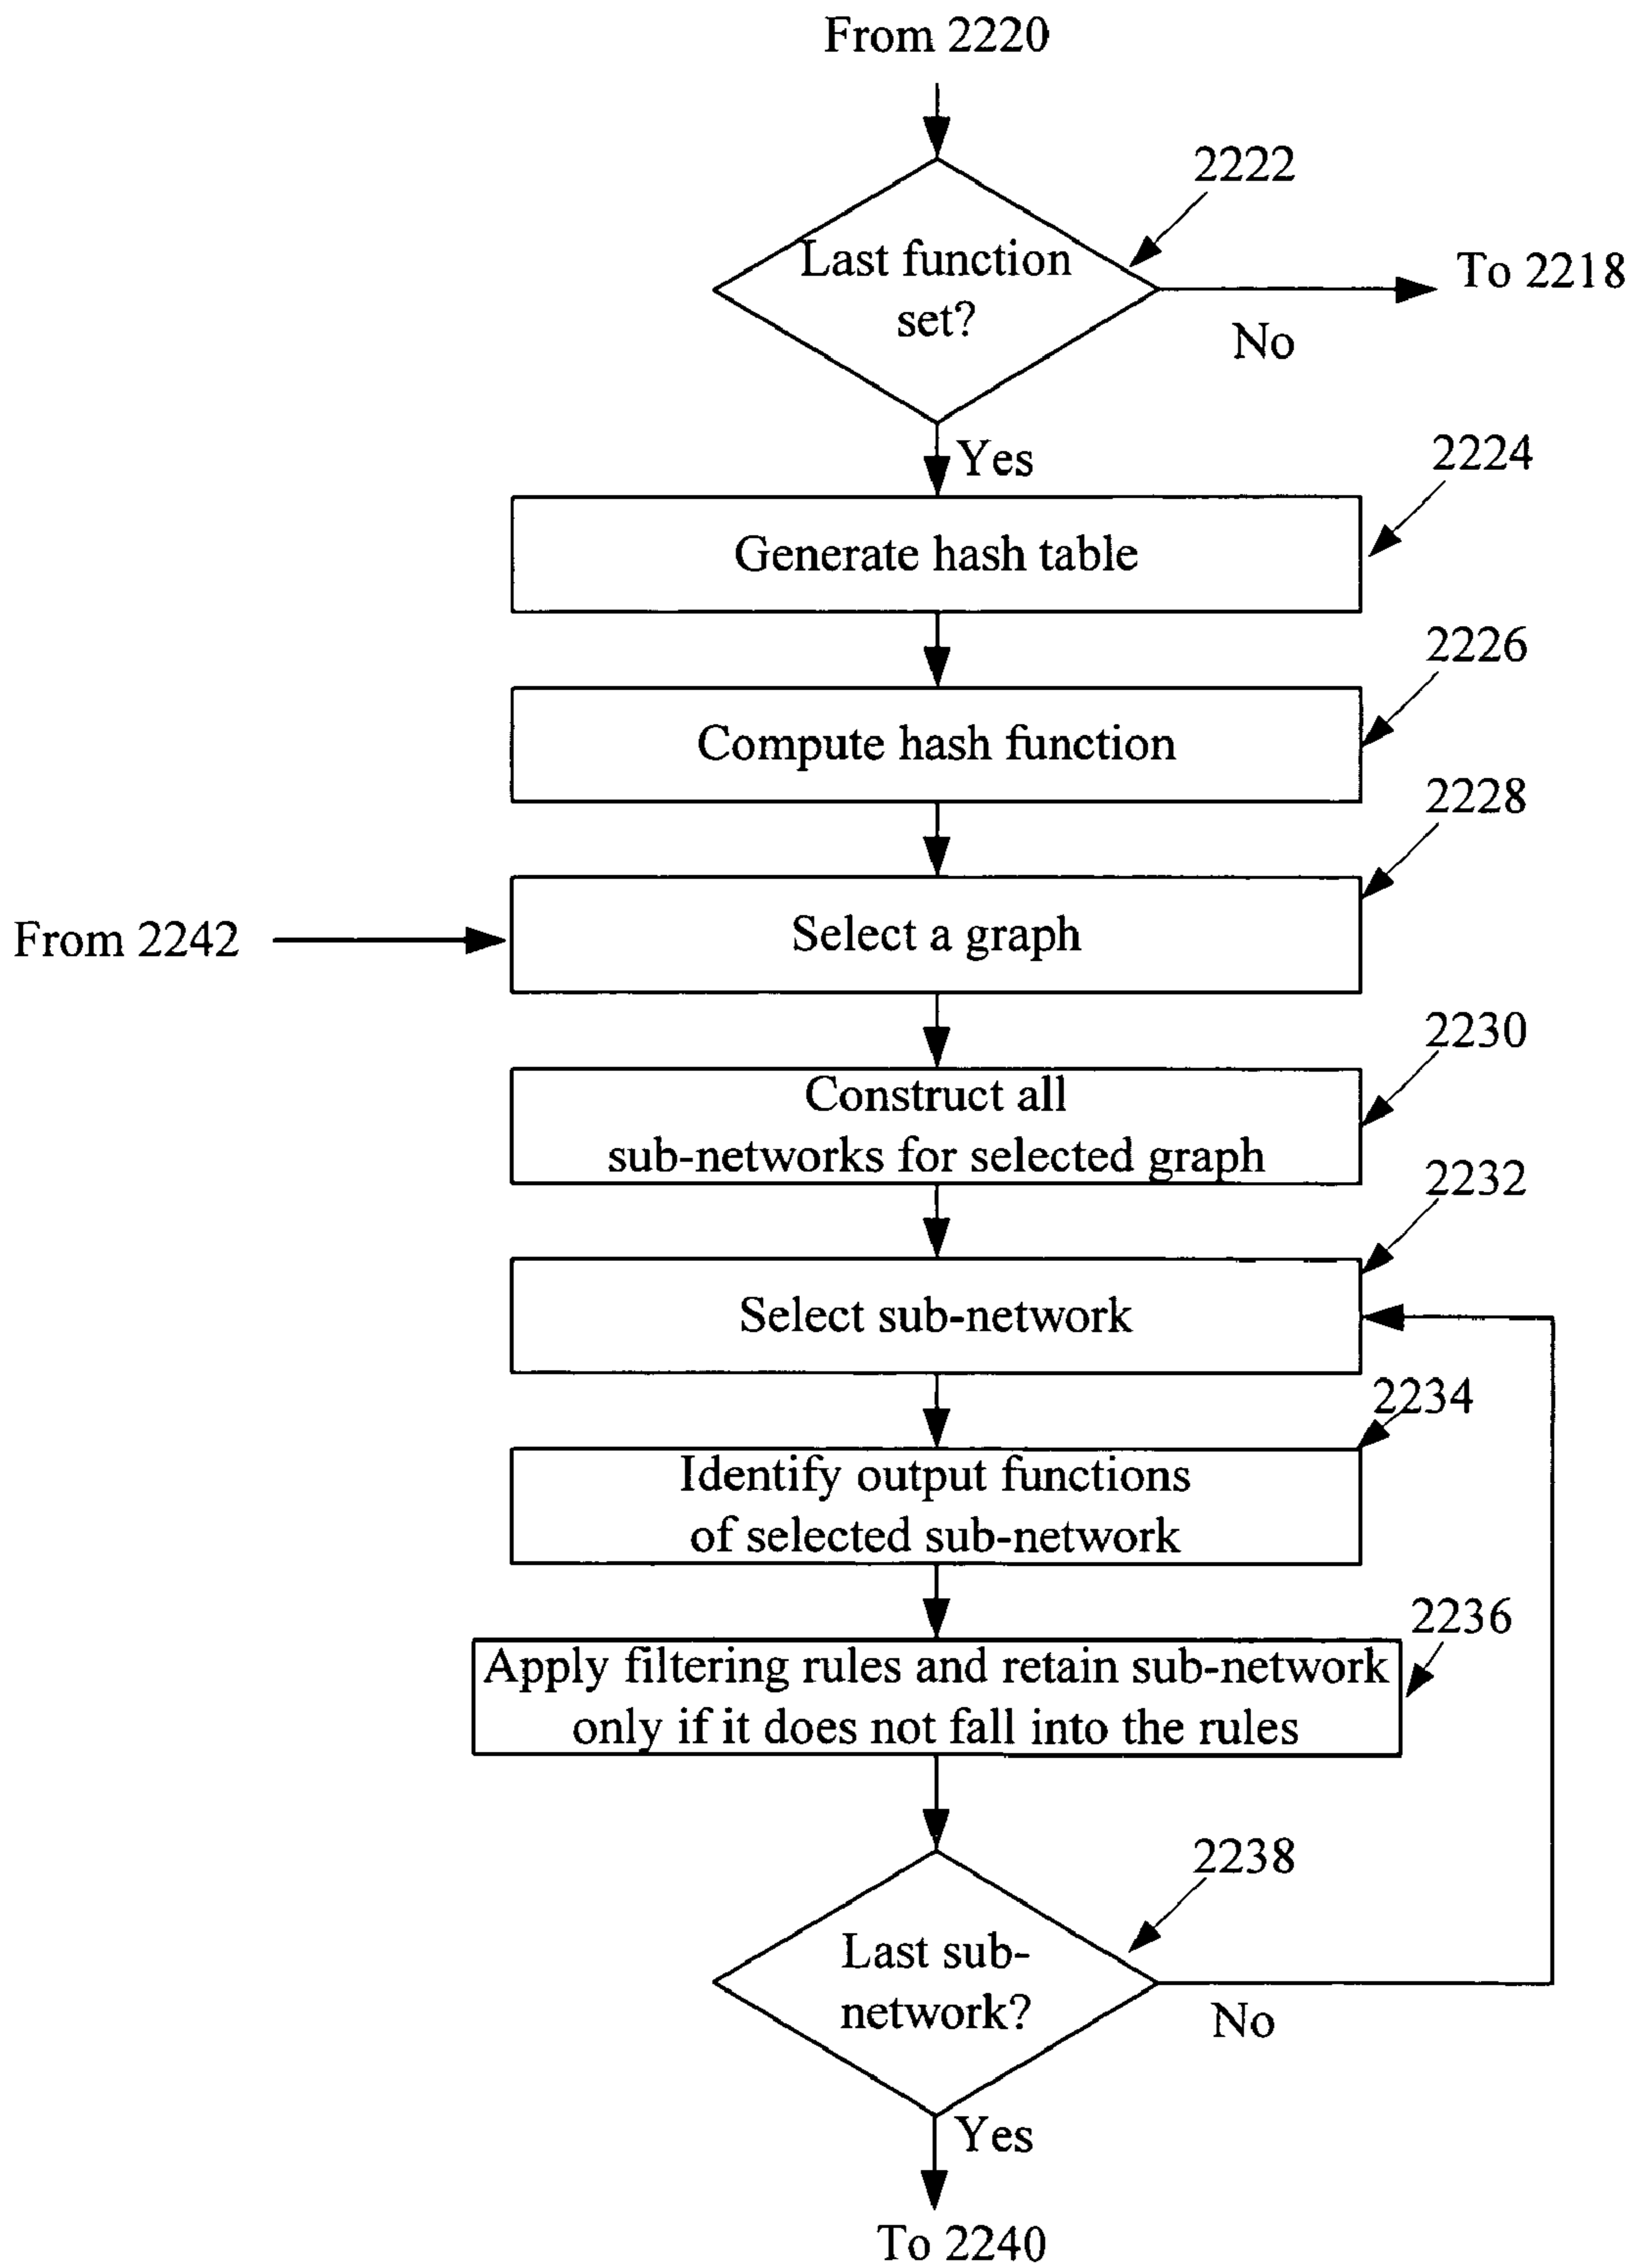 From 2220
2222
Last function
set?
To 2218
No
Yes
2224
Generate hash table
2226
Compute hash function
2228
From 2242
Select a graph
2230
Construct all
sub-networks for selected graph
2232
Select sub-network
2234
Identify output functions
of selected sub-network
2236
Apply filtering rules and retain sub-network
only if it does not fall into the rules
2238
Last sub-
network?
No
Yes
To 2240